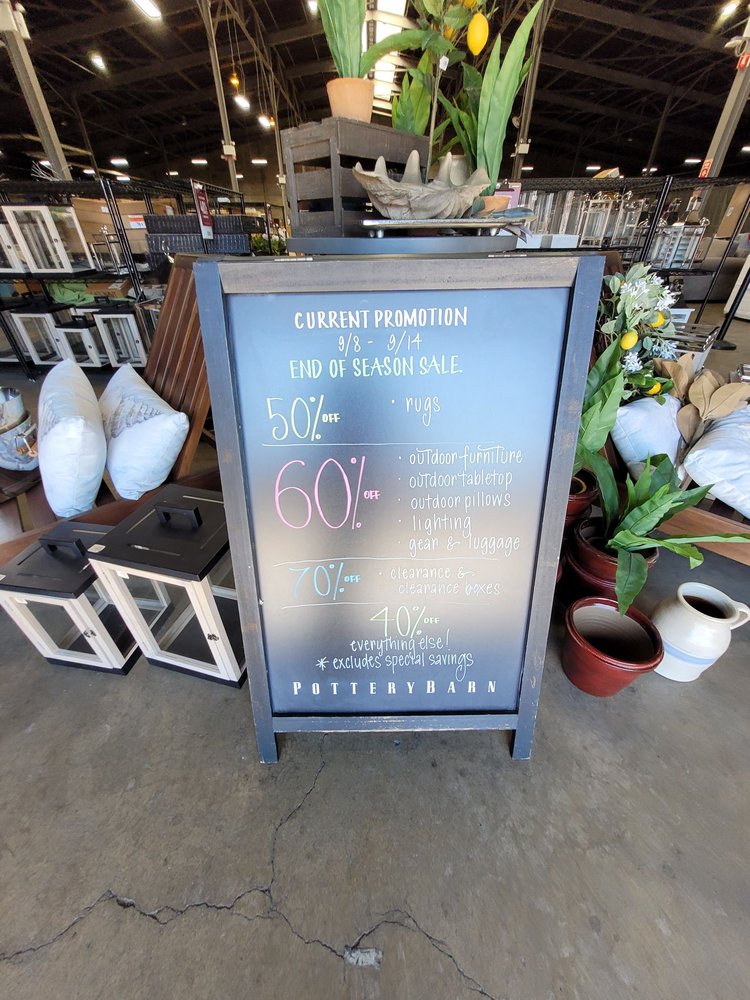 CURRENT PROMOTION
9/8 - 9/14
END OF SEASON SALE
50% OFF
· rugs
60% OFF
· outdoor furniture
· outdoor tabletop
· outdoor pillows
· lighting
· gear & luggage
70% OFF
· clearance &
clearance boxes
40% OFF
everything else!
* excludes special savings
POTTERY BARN